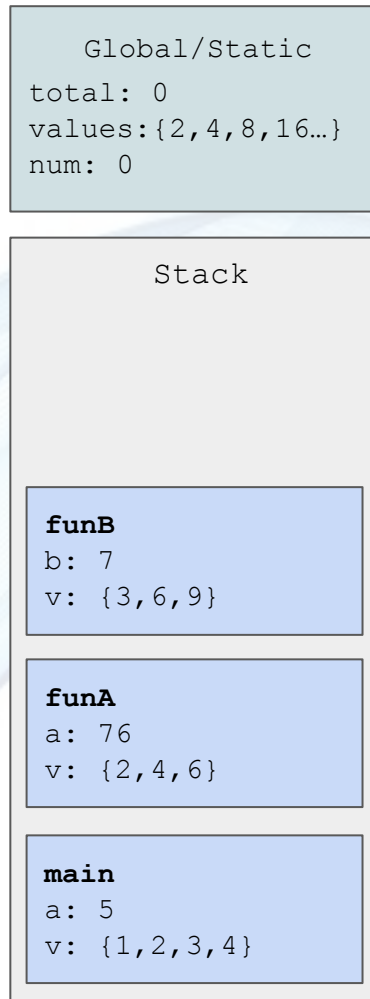 Global/Static
total: 0
values:{2,4,8,16…}
num: 0
Stack
funB
b: 7
v: {3,6,9}
funA
a: 76
v: {2,4,6}
main
a: 5
v: {1,2,3,4}